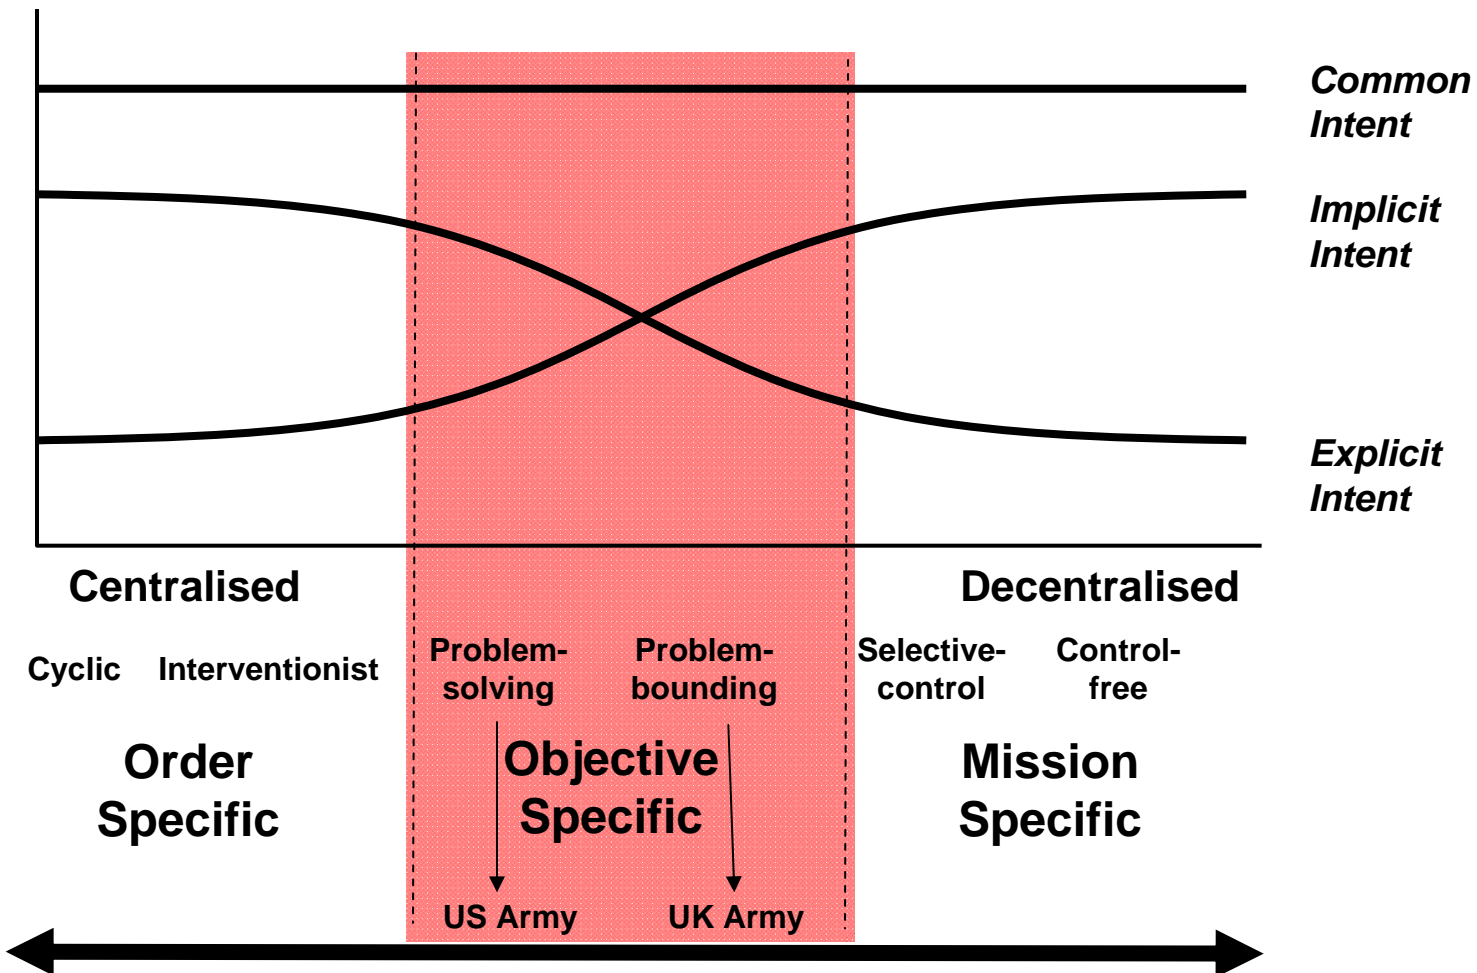 Common
Intent
Implicit
Intent
Explicit
Intent
Centralised
Decentralised
Cyclic
Interventionist
Problem-
solving
Problem-
bounding
Selective-
control
Control-
free
Order
Specific
Objective
Specific
Mission
Specific
US Army
UK Army